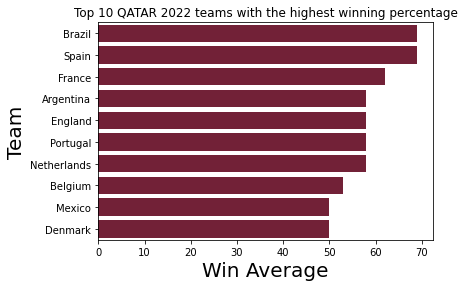 Top 10 QATAR 2022 teams with the highest winning percentage
Team
Brazil
Spain
France
Argentina
England
Portugal
Netherlands
Belgium
Mexico
Denmark
0 10 20 30 40 50 60 70
Win Average